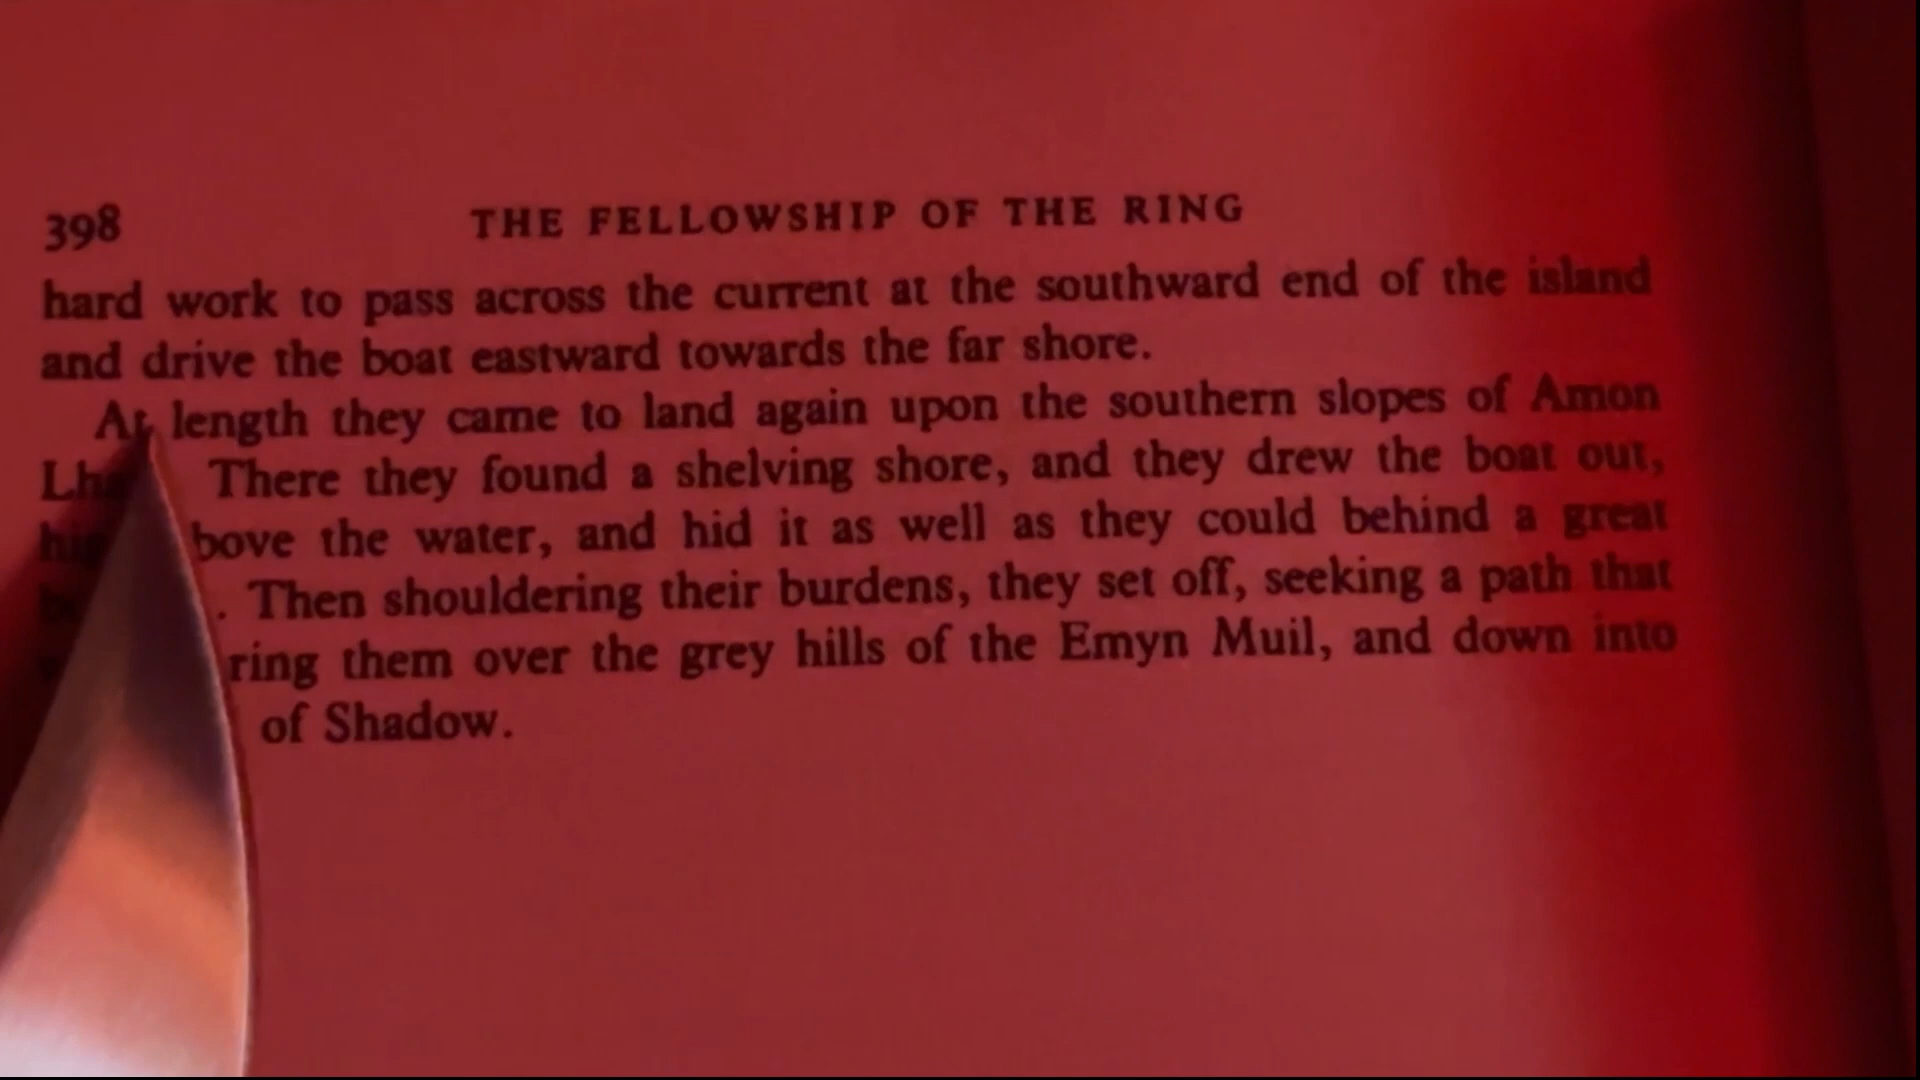 398 THE FELLOWSHIP OF THE RING
hard work to pass across the current at the southward end of the island
and drive the boat eastward towards the far shore.
At length they came to land again upon the southern slopes of Amon
There they found a shelving shore, and they drew the boat out,
the water, and hid it as well as they could behind a great
. Then shouldering their burdens, they set off, seeking a path that
them over the grey hills of the Emyn Muil, and down into
of Shadow.